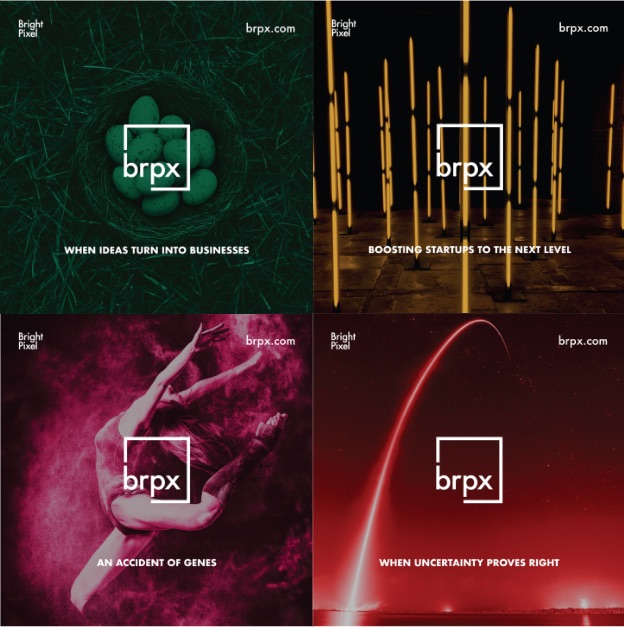 Bright
Pixel
brpx.com
brpx
WHEN IDEAS TURN INTO BUSINESSES
Bright
Pixel
brpx.com
brpx
BOOSTING STARTUPS TO THE NEXT LEVEL
Bright
Pixel
brpx.com
brpx
AN ACCIDENT OF GENES
Bright
Pixel
brpx.com
brpx
WHEN UNCERTAINTY PROVES RIGHT